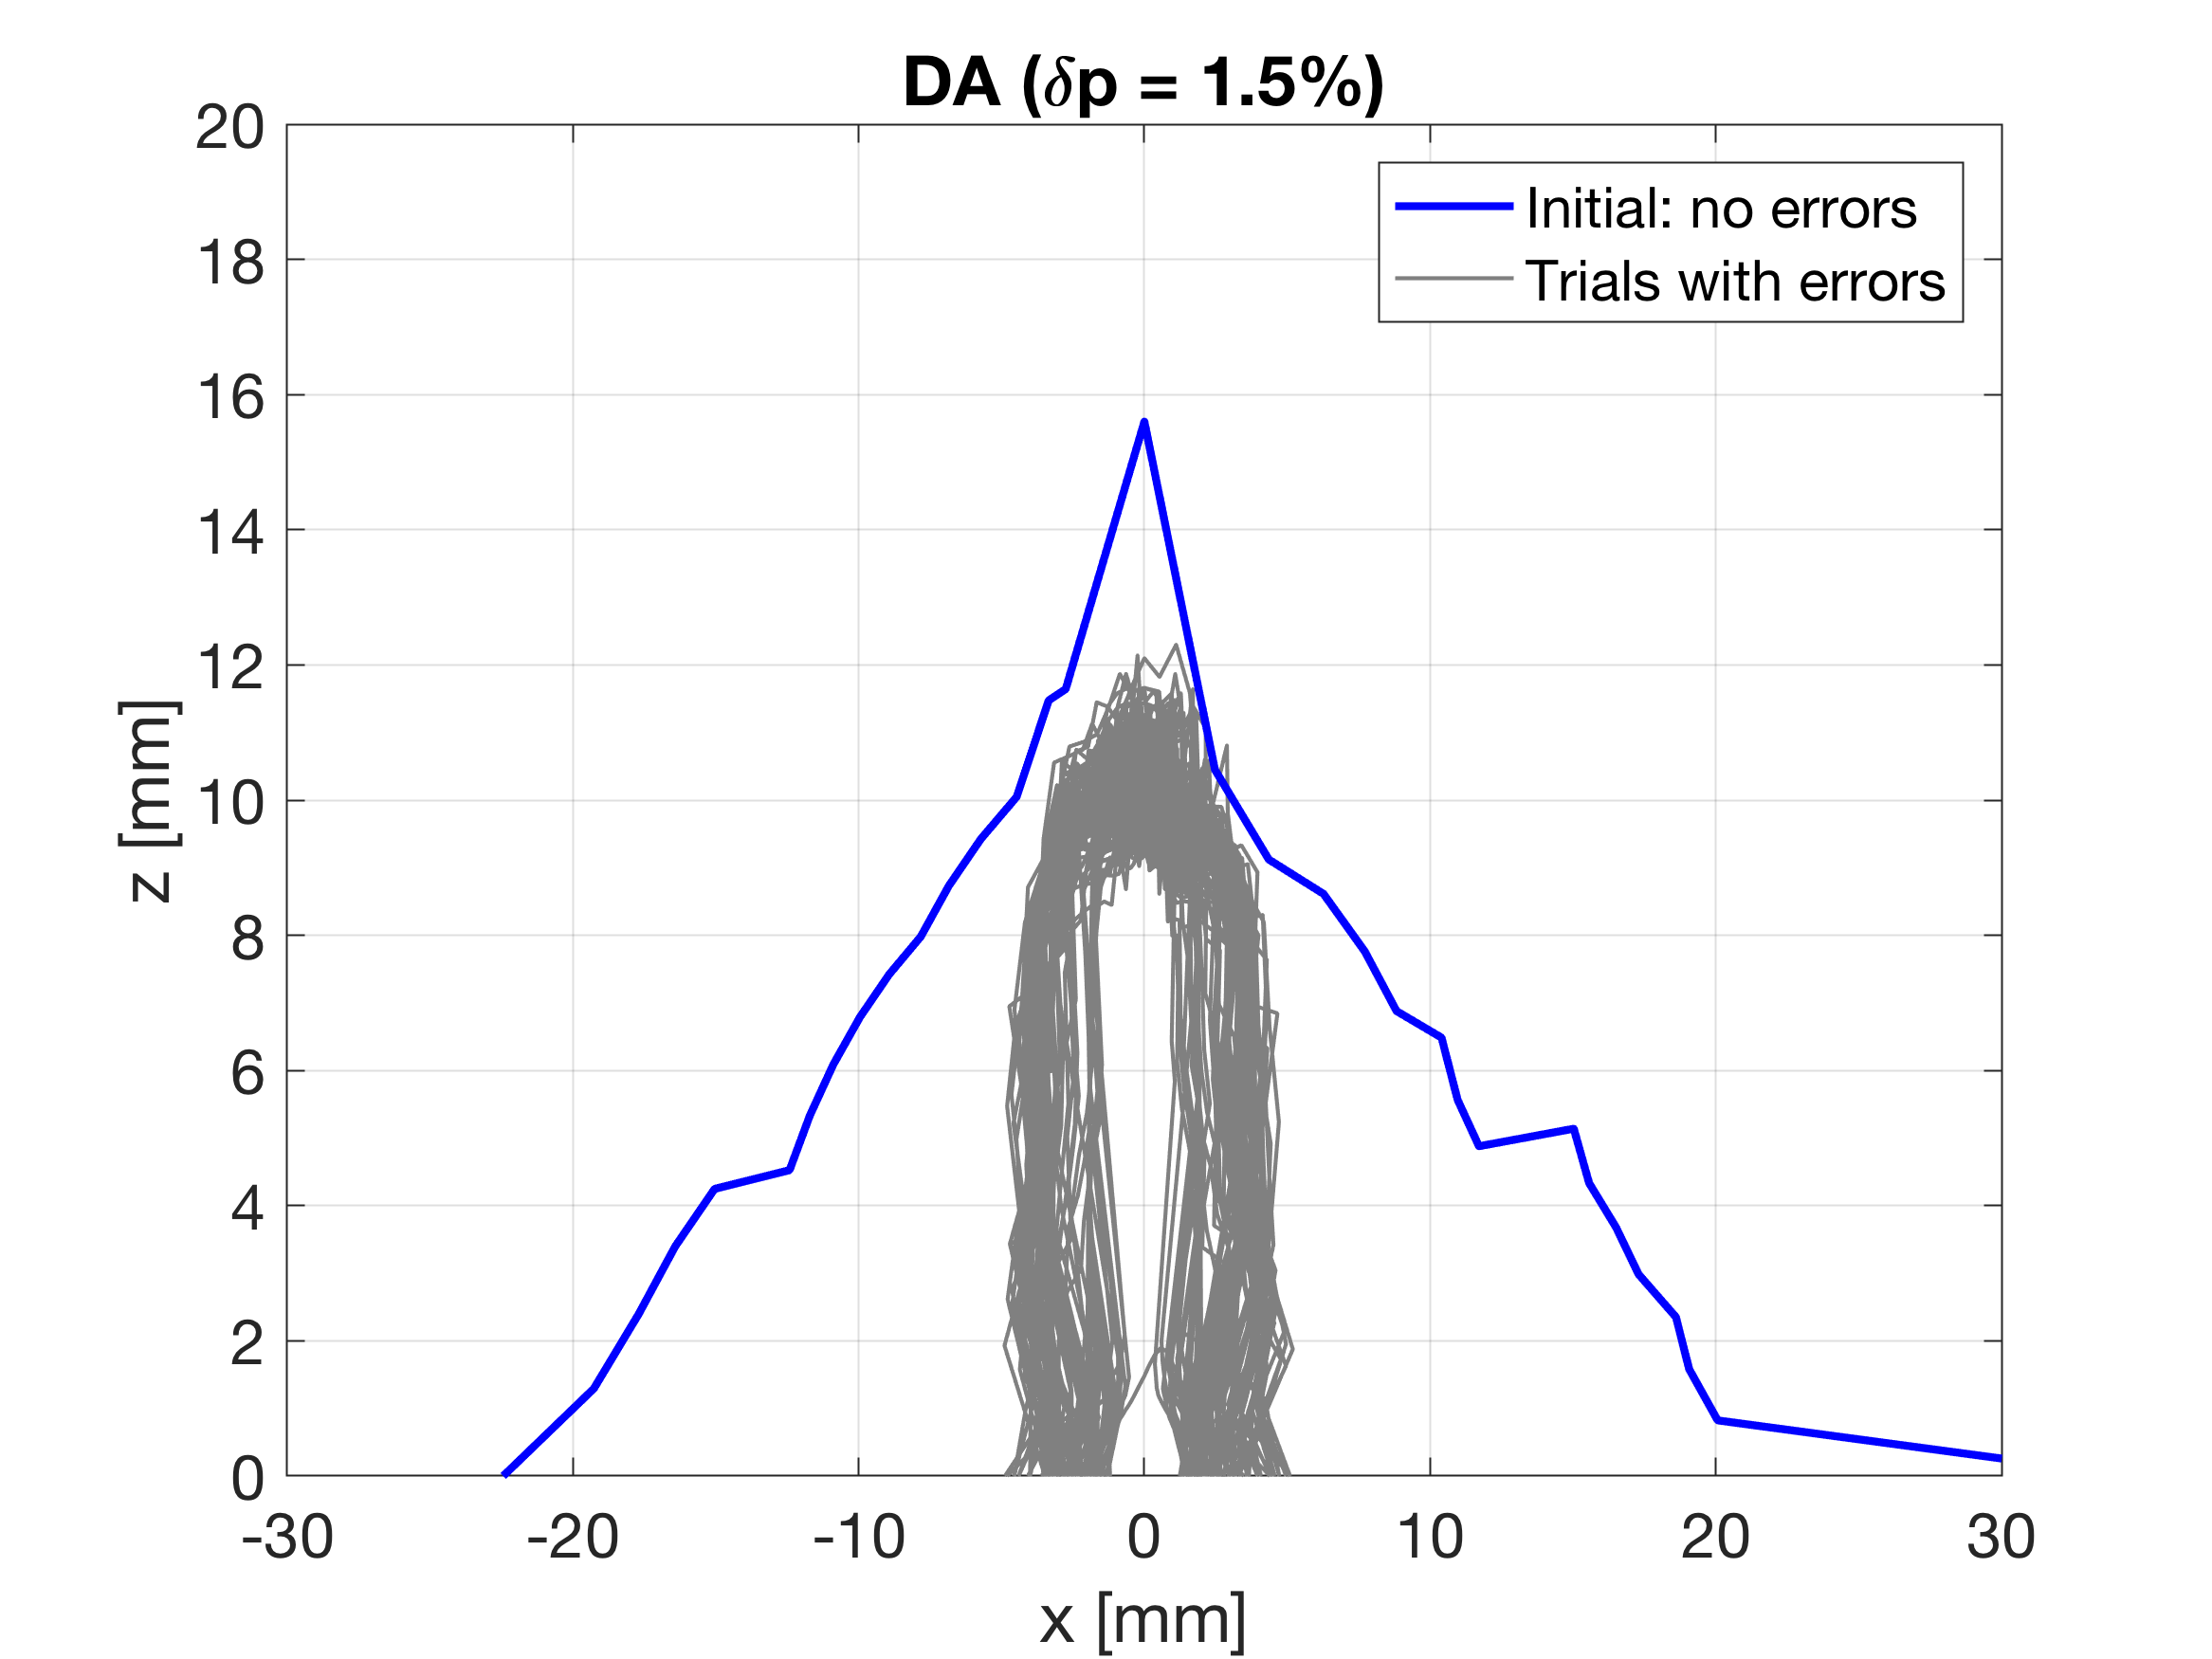 DA (δp = 1.5%)
Initial: no errors
Trials with errors
20
18
16
14
12
10
8
6
4
2
0
z [mm]
-30 -20 -10 0 10 20 30
x [mm]